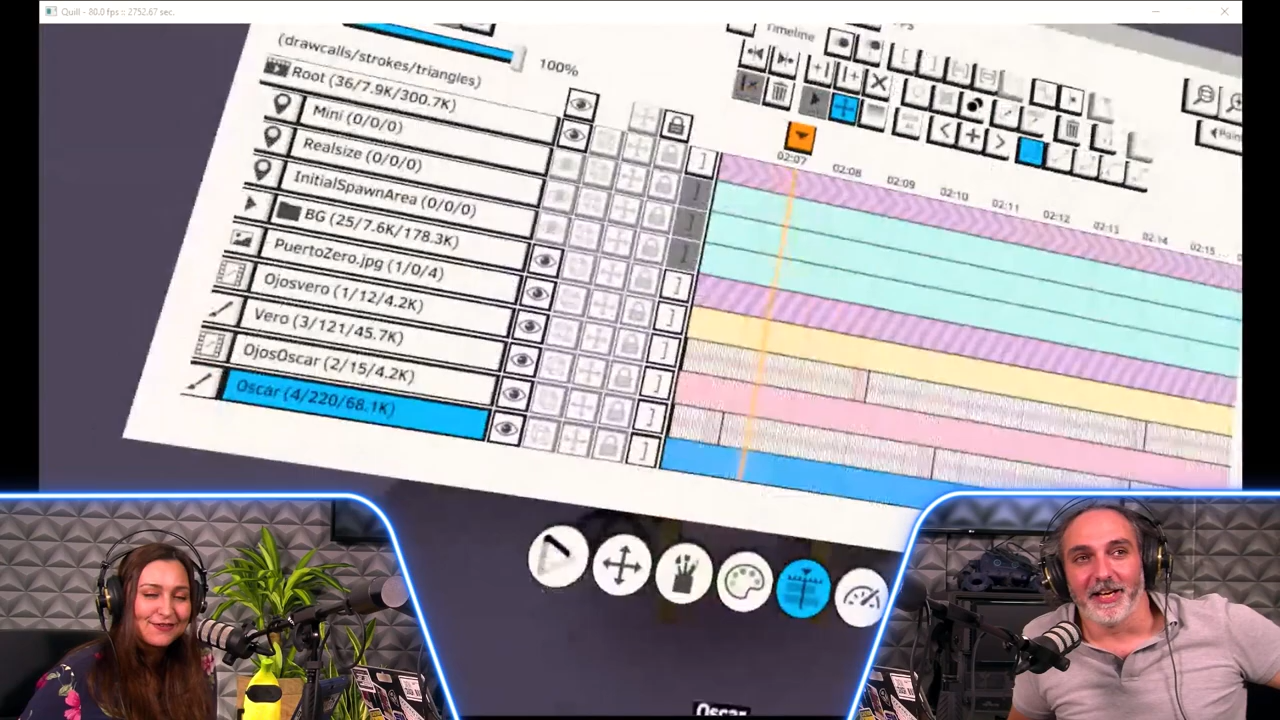 Quill - 80.0 fps :: 2752.67 sec.
Timeline
100%
(drawcalls/strokes/triangles)
Root (36/7.9K/300.7K)
Mini (0/0/0)
Realsize (0/0/0)
InitialSpawnArea (0/0/0)
BG (25/7.6K/178.3K)
PuertoZero.jpg (1/0/4)
Ojosvero (1/12/4.2K)
Vero (3/121/45.7K)
OjosOscar (2/15/4.2K)
Oscar (4/220/68.1K)
02:07
02:08
02:09
02:10
02:11
02:12
02:13
02:14
02:15
Oscar